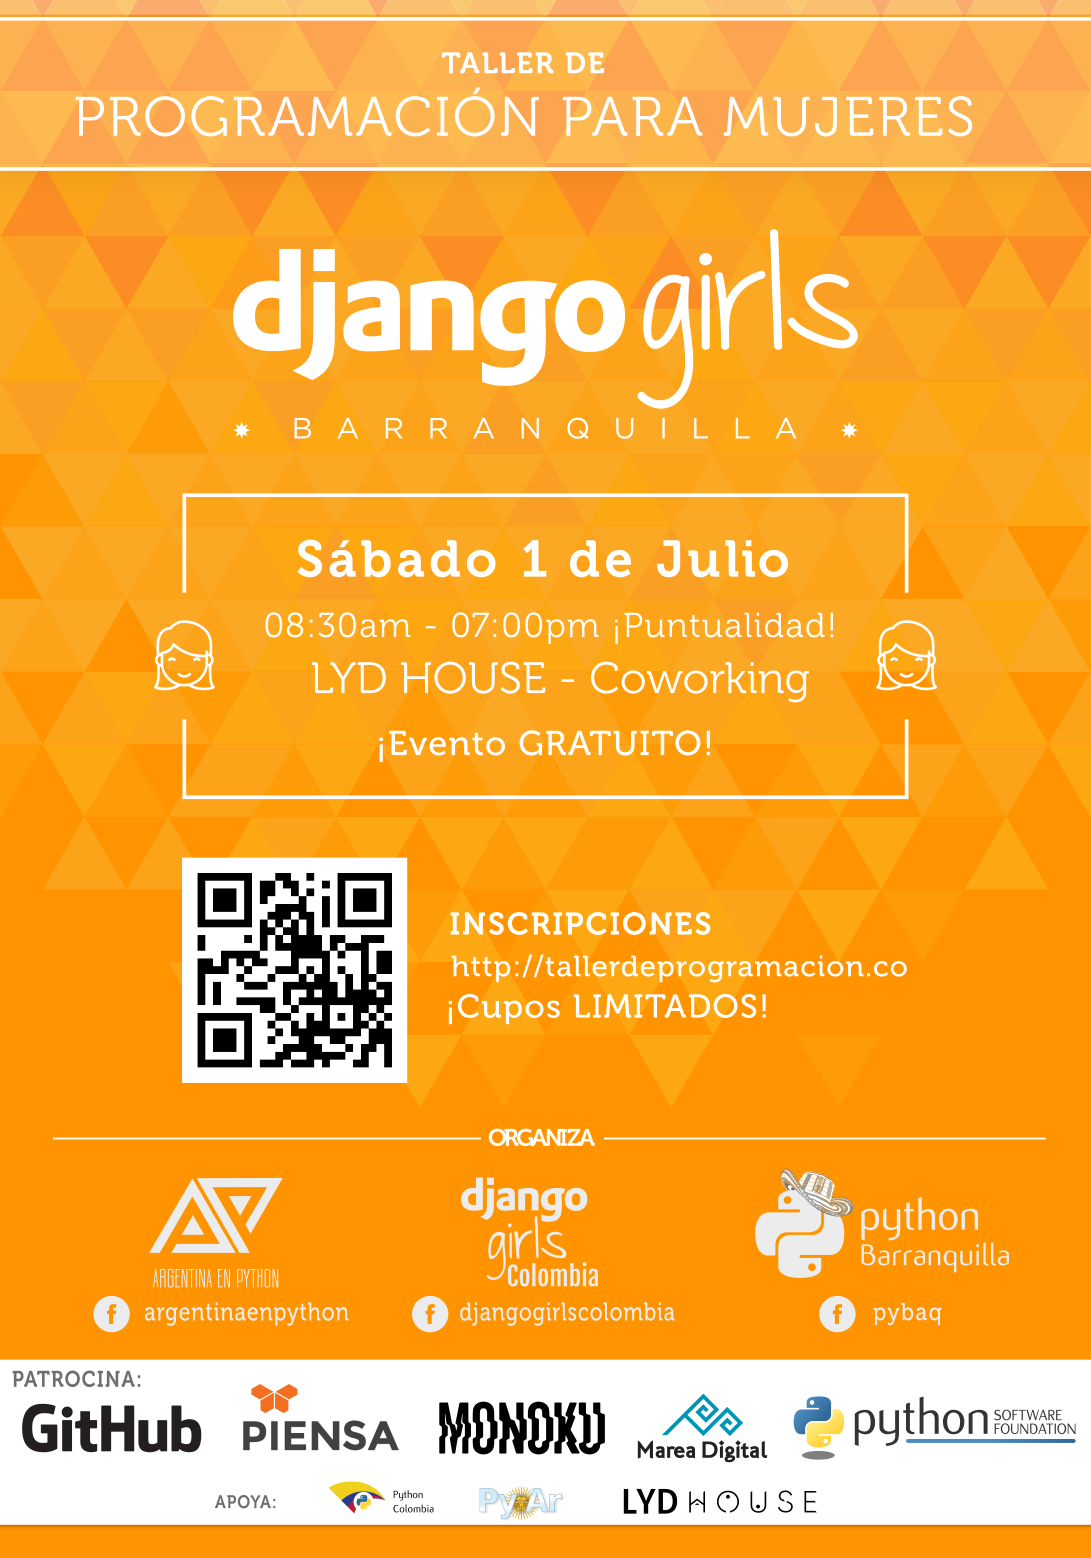 TALLER DE
PROGRAMACIÓN PARA MUJERES
django girls
BARRANQUILLA
Sábado 1 de Julio
08:30am - 07:00pm ¡Puntualidad!
LYD HOUSE - Coworking
¡Evento GRATUITO!
INSCRIPCIONES
http://tallerdeprogramacion.co
¡Cupos LIMITADOS!
ORGANIZA
ARGENTINA EN PYTHON
argentinaenpython
django
girls
Colombia
djangogirlscolombia
python
Barranquilla
pybaq
PATROCINA:
GitHub
PIENSA
MONOKU
Marea Digital
python SOFTWARE
FOUNDATION
APOYA:
Python
Colombia
PyAr
LYD HOUSE